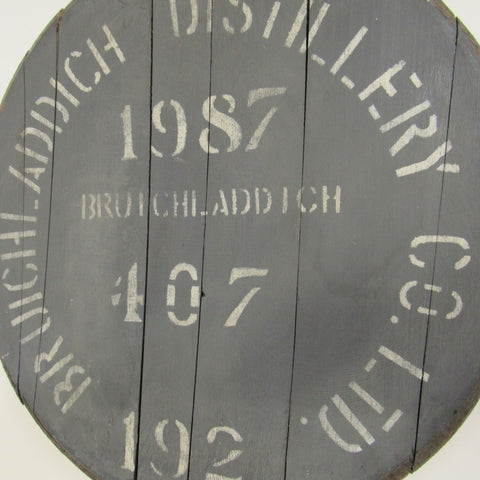 BRUICHLADDICH DISTILLERY CO. LTD.
1987
BRUICHLADDICH
407
192